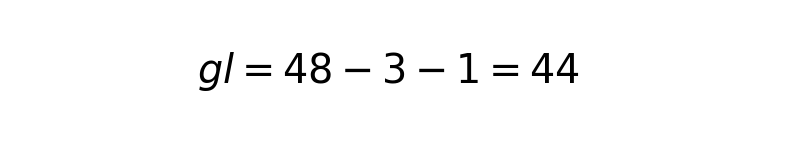 gl = 48 − 3 − 1 = 44